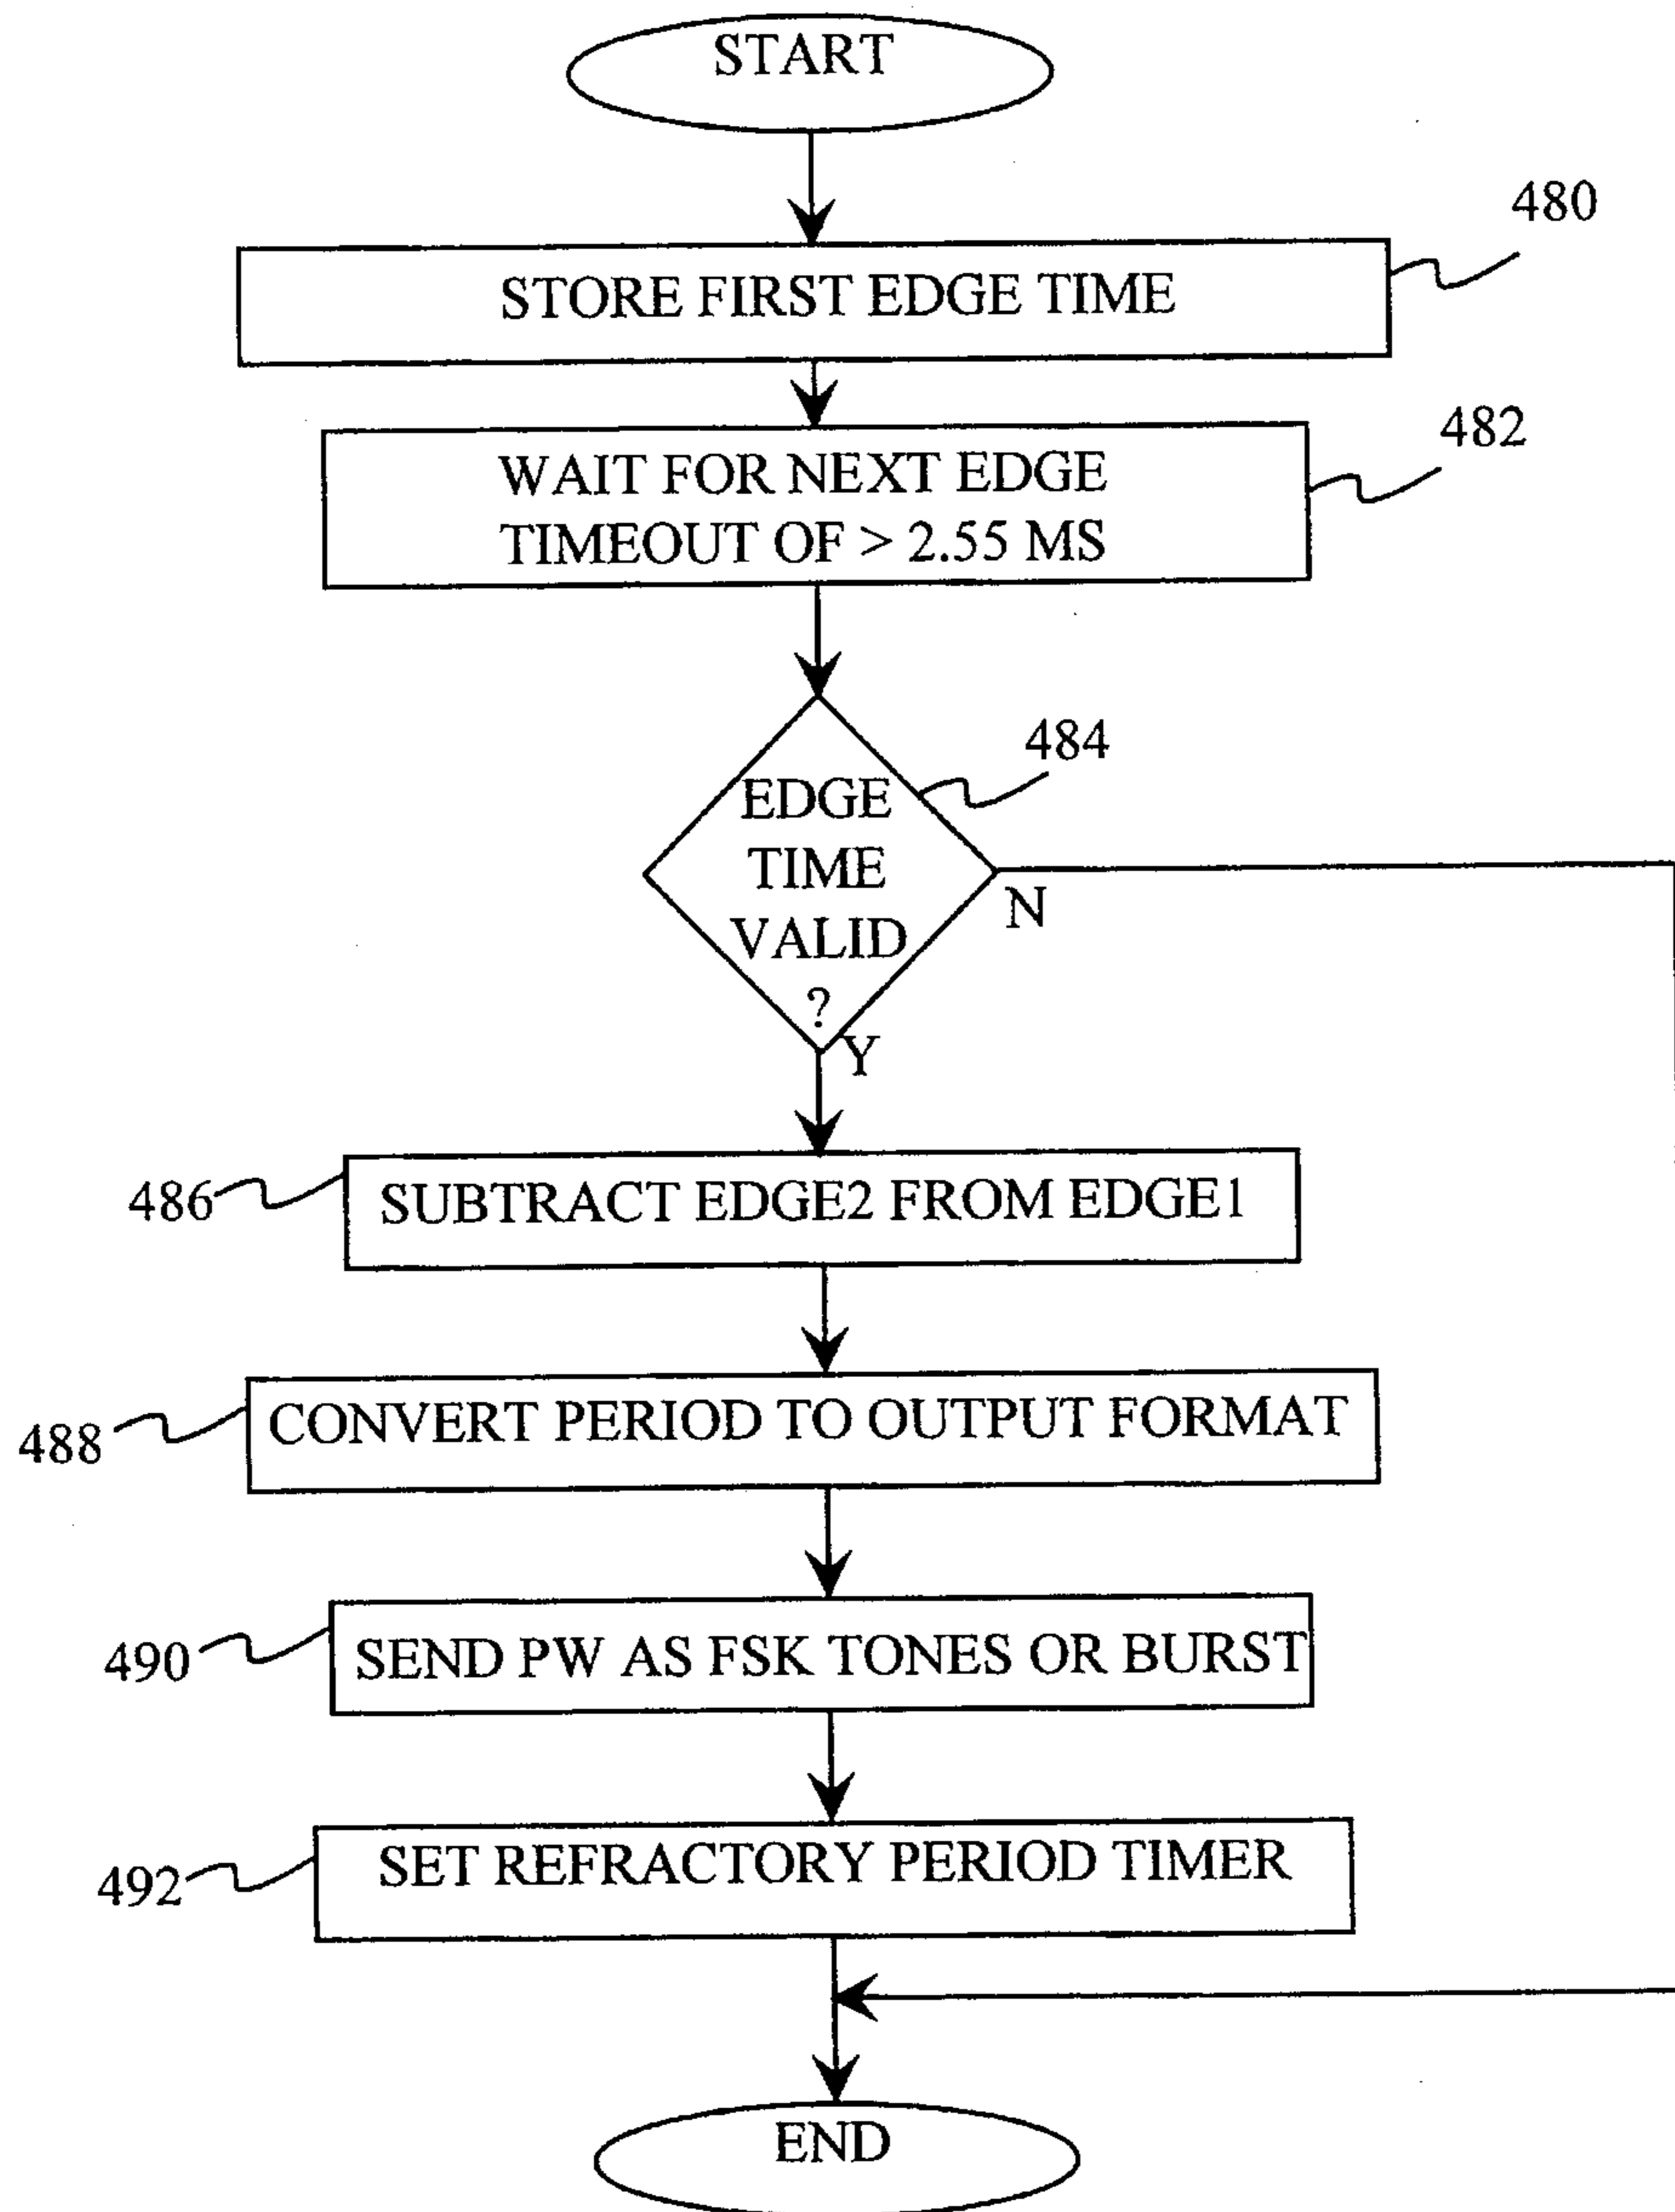 START
480
STORE FIRST EDGE TIME
482
WAIT FOR NEXT EDGE
TIMEOUT OF > 2.55 MS
484
EDGE
TIME
VALID
?
N
Y
486
SUBTRACT EDGE2 FROM EDGE1
488
CONVERT PERIOD TO OUTPUT FORMAT
490
SEND PW AS FSK TONES OR BURST
492
SET REFRACTORY PERIOD TIMER
END